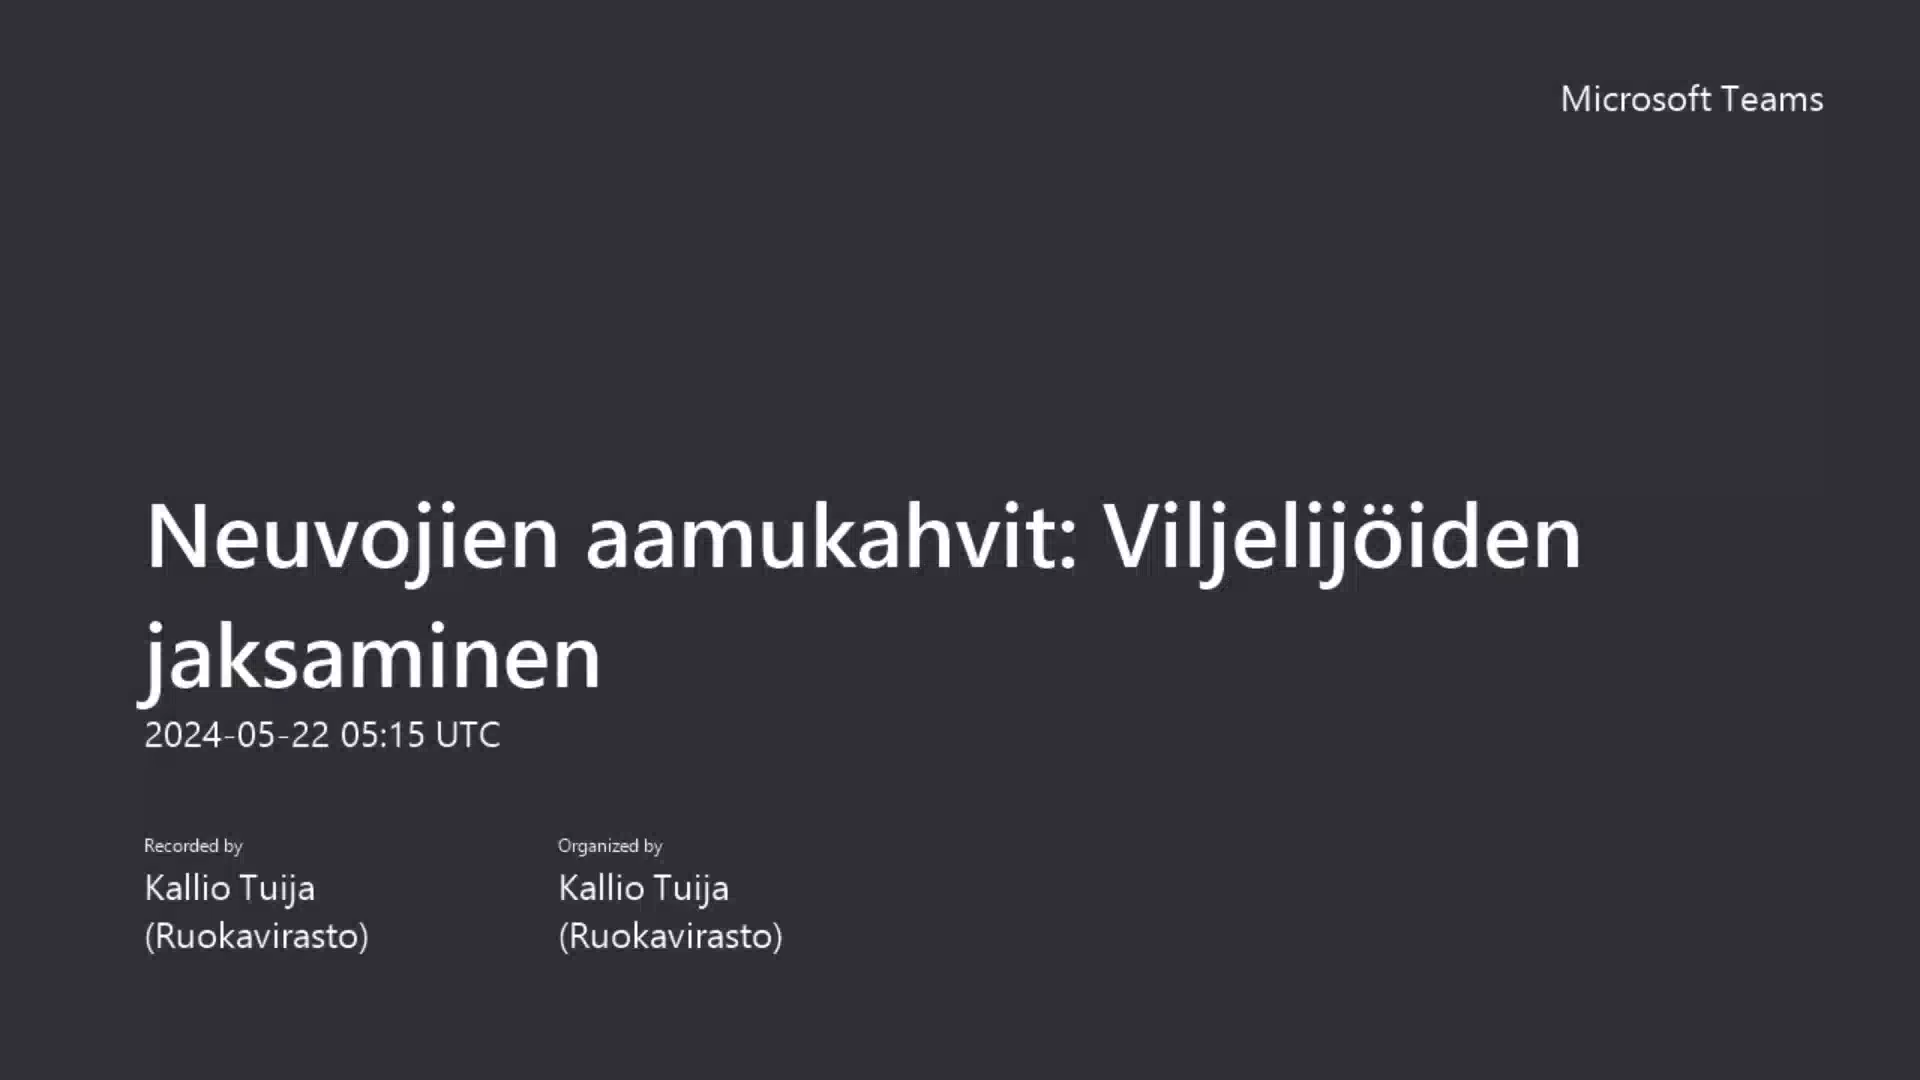 Microsoft Teams
Neuvojien aamukahvit: Viljelijöiden
jaksaminen
2024-05-22 05:15 UTC
Recorded by
Kallio Tuija
(Ruokavirasto)
Organized by
Kallio Tuija
(Ruokavirasto)